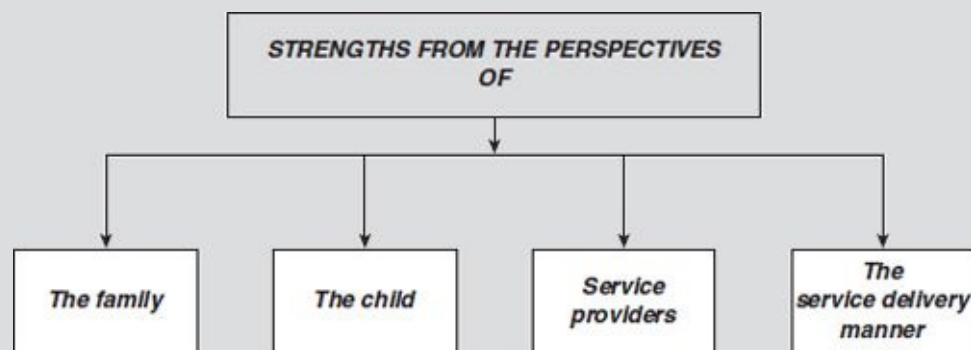 STRENGTHS FROM THE PERSPECTIVES
OF
The family
The child
Service
providers
The
service delivery
manner